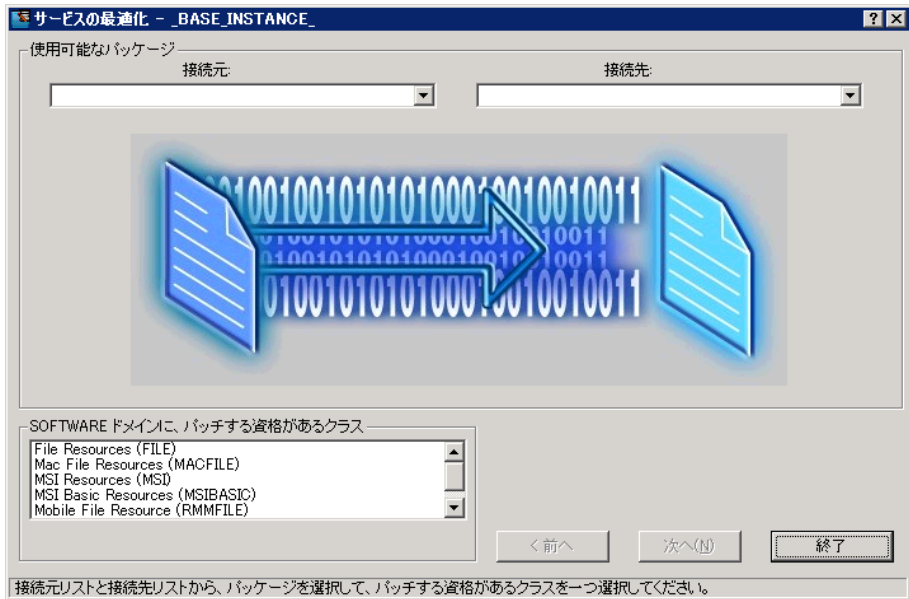 サービスの最適化 - _BASE_INSTANCE_
使用可能なパッケージ
接続元:
接続先:
SOFTWARE ドメインに、パッチする資格があるクラス
File Resources (FILE)
Mac File Resources (MACFILE)
MSI Resources (MSI)
MSI Basic Resources (MSIBASIC)
Mobile File Resource (RMMFILE)
< 前へ
次へ(N)
終了
接続元リストと接続先リストから、パッケージを選択して、パッチする資格があるクラスを一つ選択してください。